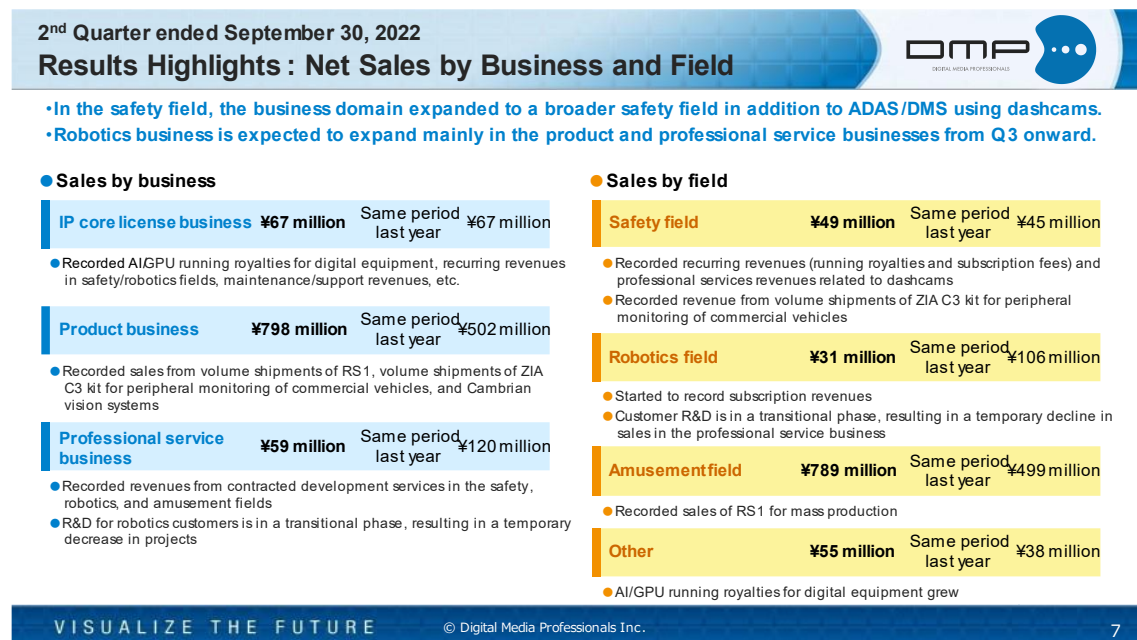 2nd Quarter ended September 30, 2022
Results Highlights : Net Sales by Business and Field
DMP
DIGITAL MEDIA PROFESSIONALS
•In the safety field, the business domain expanded to a broader safety field in addition to ADAS/DMS using dashcams.
•Robotics business is expected to expand mainly in the product and professional service businesses from Q3 onward.
●Sales by business
IP core license business ¥67 million Same period last year ¥67 million
●Recorded AI/GPU running royalties for digital equipment, recurring revenues
in safety/robotics fields, maintenance/support revenues, etc.
Product business ¥798 million Same period last year ¥502 million
●Recorded sales from volume shipments of RS1, volume shipments of ZIA
C3 kit for peripheral monitoring of commercial vehicles, and Cambrian
vision systems
Professional service
business ¥59 million Same period last year ¥120 million
●Recorded revenues from contracted development services in the safety,
robotics, and amusement fields
●R&D for robotics customers is in a transitional phase, resulting in a temporary
decrease in projects
●Sales by field
Safety field ¥49 million Same period last year ¥45 million
●Recorded recurring revenues (running royalties and subscription fees) and
professional services revenues related to dashcams
●Recorded revenue from volume shipments of ZIA C3 kit for peripheral
monitoring of commercial vehicles
Robotics field ¥31 million Same period last year ¥106 million
●Started to record subscription revenues
●Customer R&D is in a transitional phase, resulting in a temporary decline in
sales in the professional service business
Amusement field ¥789 million Same period last year ¥499 million
●Recorded sales of RS1 for mass production
Other ¥55 million Same period last year ¥38 million
●AI/GPU running royalties for digital equipment grew
VISUALIZE THE FUTURE
© Digital Media Professionals Inc.
7